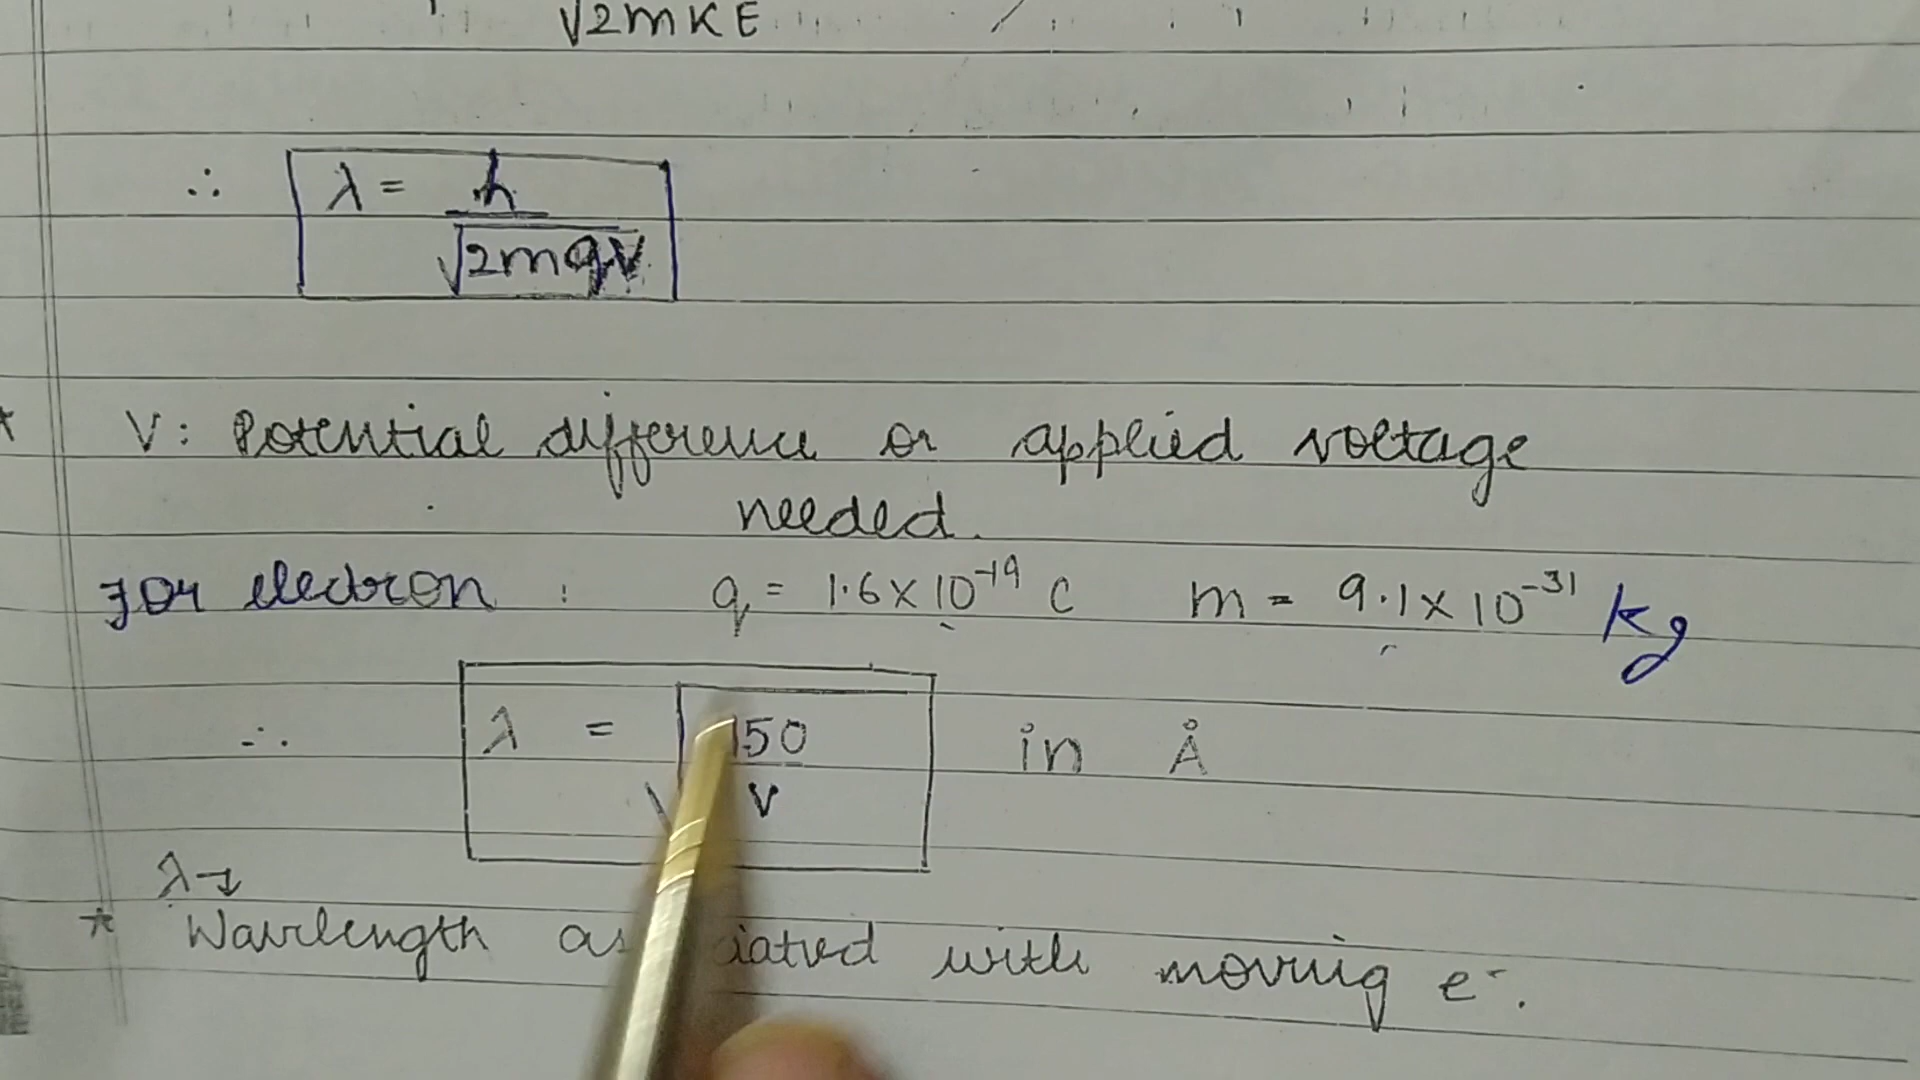 √2mKE
∴ λ = h
√2mqV
V: Potential difference or applied voltage
needed.
For electron : q = 1.6×10⁻¹⁹ C m = 9.1×10⁻³¹ kg
∴ λ = √150 in Å
V
λ→
* Wavelength with moving e⁻.